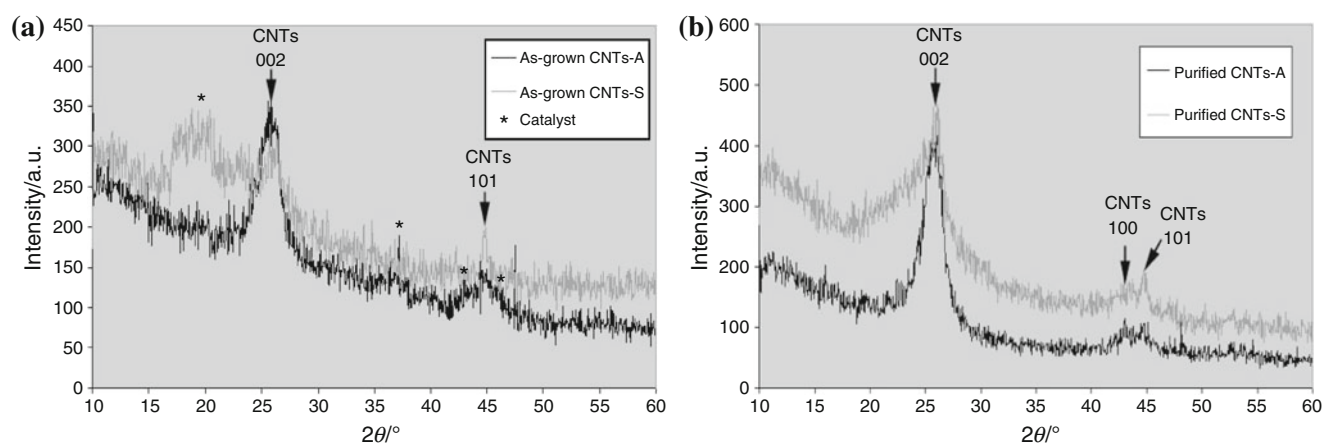 (a)
Intensity/a.u.
450
400
350
300
250
200
150
100
50
0
10 15 20 25 30 35 40 45 50 55 60
2θ/°
CNTs
002
*
*
*
*
CNTs
101
As-grown CNTs-A
As-grown CNTs-S
* Catalyst
(b)
Intensity/a.u.
600
500
400
300
200
100
0
10 15 20 25 30 35 40 45 50 55 60
2θ/°
CNTs
002
CNTs
100
CNTs
101
Purified CNTs-A
Purified CNTs-S